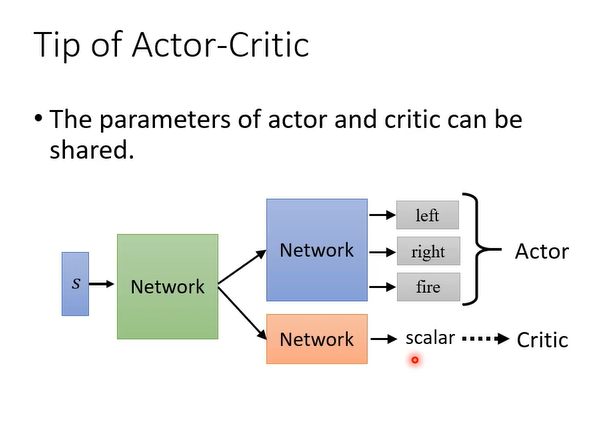 Tip of Actor-Critic
• The parameters of actor and critic can be
shared.
s
Network
Network
left
right
fire
Actor
Network
scalar
Critic